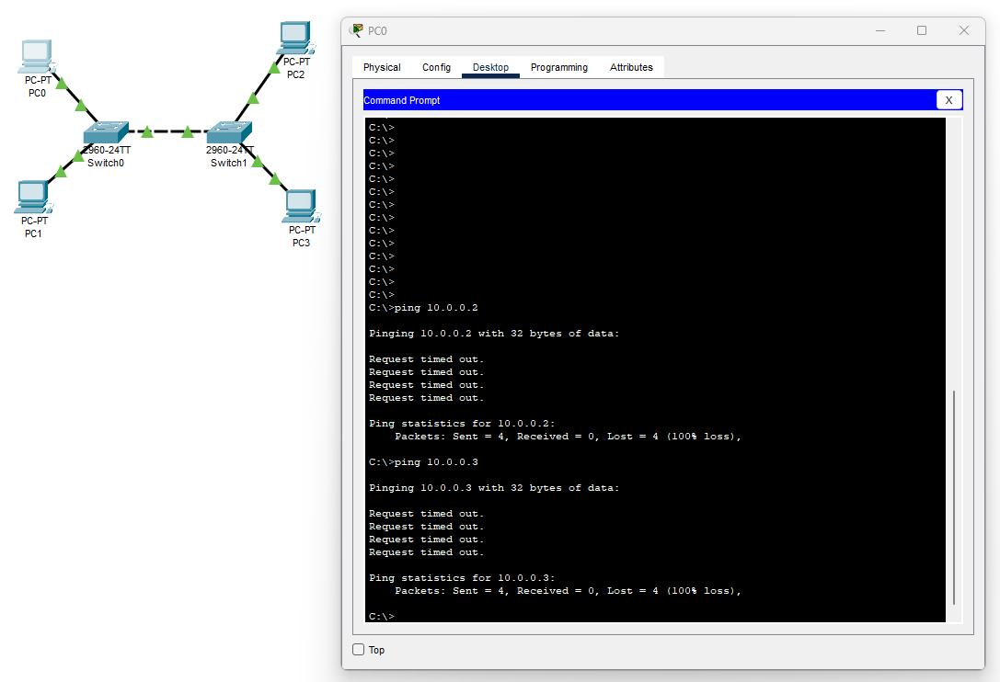 PC-PT
PC0
PC-PT
PC2
2960-24TT
Switch0
2960-24TT
Switch1
PC-PT
PC1
PC-PT
PC3
PC0
Physical Config Desktop Programming Attributes
Command Prompt X
C:\>
C:\>
C:\>
C:\>
C:\>
C:\>
C:\>
C:\>
C:\>
C:\>
C:\>
C:\>
C:\>
C:\>
C:\>ping 10.0.0.2
Pinging 10.0.0.2 with 32 bytes of data:
Request timed out.
Request timed out.
Request timed out.
Request timed out.
Ping statistics for 10.0.0.2:
Packets: Sent = 4, Received = 0, Lost = 4 (100% loss),
C:\>ping 10.0.0.3
Pinging 10.0.0.3 with 32 bytes of data:
Request timed out.
Request timed out.
Request timed out.
Request timed out.
Ping statistics for 10.0.0.3:
Packets: Sent = 4, Received = 0, Lost = 4 (100% loss),
C:\>
Top